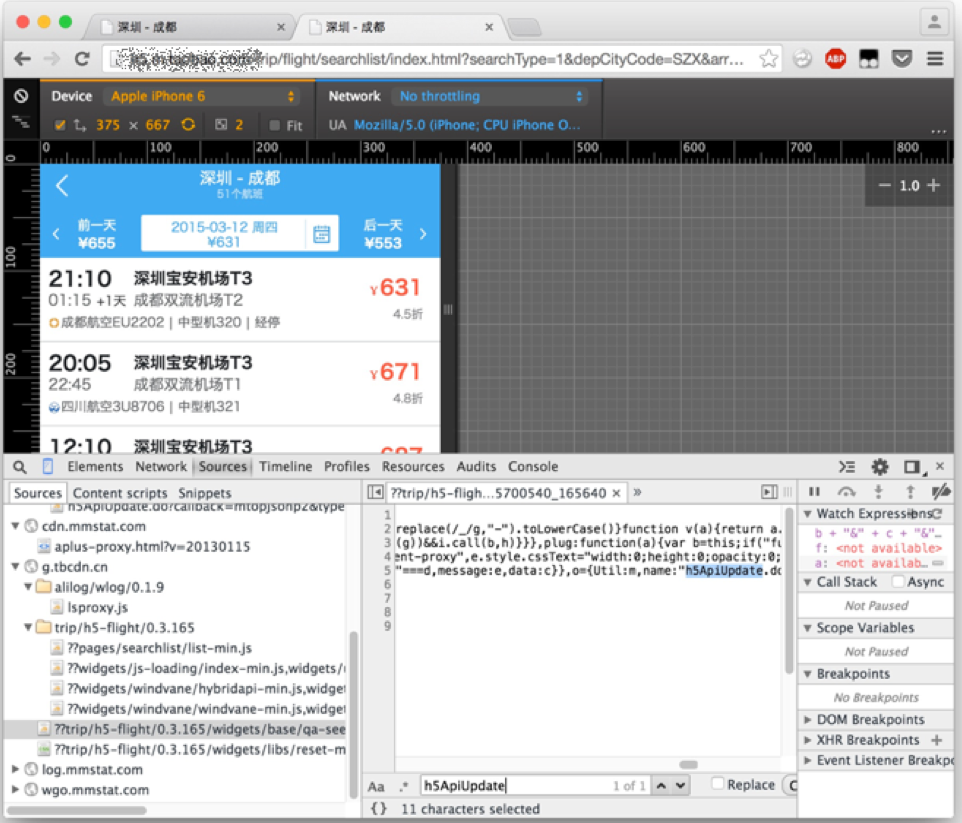 深圳 - 成都 ×
深圳 - 成都 ×
m.taobao.com/trip/flight/searchlist/index.html?searchType=1&depCityCode=SZX&arr...
ABP
Device Apple iPhone 6 Network No throttling
375 × 667 2 Fit UA Mozilla/5.0 (iPhone; CPU iPhone O...
...
0 100 200 300 400 500 600 700 800
0
100
200
深圳 - 成都
51个航班
前一天 2015-03-12 周四 后一天
¥655 ¥631 ¥553
− 1.0 +
21:10 深圳宝安机场T3 ¥631
01:15 +1天 成都双流机场T2 4.5折
成都航空EU2202 | 中型机320 | 经停
20:05 深圳宝安机场T3 ¥671
22:45 成都双流机场T1 4.8折
四川航空3U8706 | 中型机321
12:10 深圳宝安机场T3
Elements Network Sources Timeline Profiles Resources Audits Console
Sources Content scripts Snippets
h5ApiUpdate.do?callback=mtopjsonp2&type
cdn.mmstat.com
aplus-proxy.html?v=20130115
g.tbcdn.cn
alilog/wlog/0.1.9
lsproxy.js
trip/h5-flight/0.3.165
??pages/searchlist/list-min.js
??widgets/js-loading/index-min.js,widgets/
??widgets/windvane/hybridapi-min.js,widget
??widgets/windvane/windvane-min.js,widget
??trip/h5-flight/0.3.165/widgets/base/qa-see
??trip/h5-flight/0.3.165/widgets/libs/reset-m
log.mmstat.com
wgo.mmstat.com
??trip/h5-fligh...5700540_165640 × »
1
2 replace(/_/g,"-").toLowerCase()}function v(a){return a.
3 (g))&&i.call(b,h)}}},plug:function(a){var b=this;if("fu
4 ent-proxy",e.style.cssText="width:0;height:0;opacity:0;
5 "===d,message:e,data:c}},o={Util:m,name:"h5ApiUpdate.do
6
7
8
9
Aa .* h5ApiUpdate 1 of 1 Replace
{} 11 characters selected
Watch Expressions
b + "&" + c + "&"…
f: <not available>
a: <not availab…
Call Stack Async
Not Paused
Scope Variables
Not Paused
Breakpoints
No Breakpoints
DOM Breakpoints
XHR Breakpoints +
Event Listener Breakpo